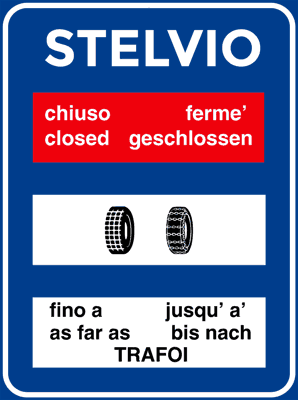 STELVIO
chiuso ferme’
closed geschlossen
fino a jusqu’ a’
as far as bis nach
TRAFOI